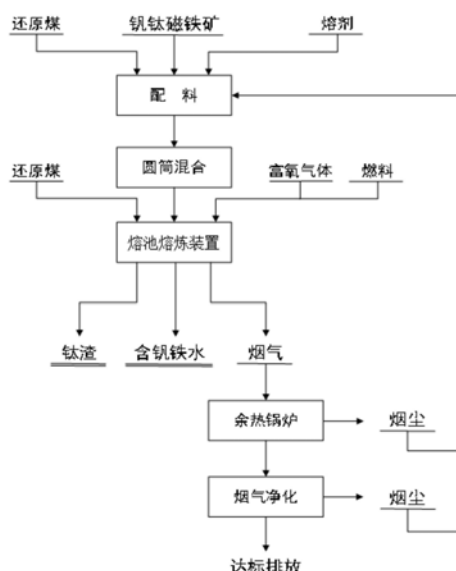 还原煤 钒钛磁铁矿 熔剂
配 料
圆筒混合
还原煤 富氧气体 燃料
熔池熔炼装置
钛渣 含钒铁水 烟气
余热锅炉 烟尘
烟气净化 烟尘
达标排放